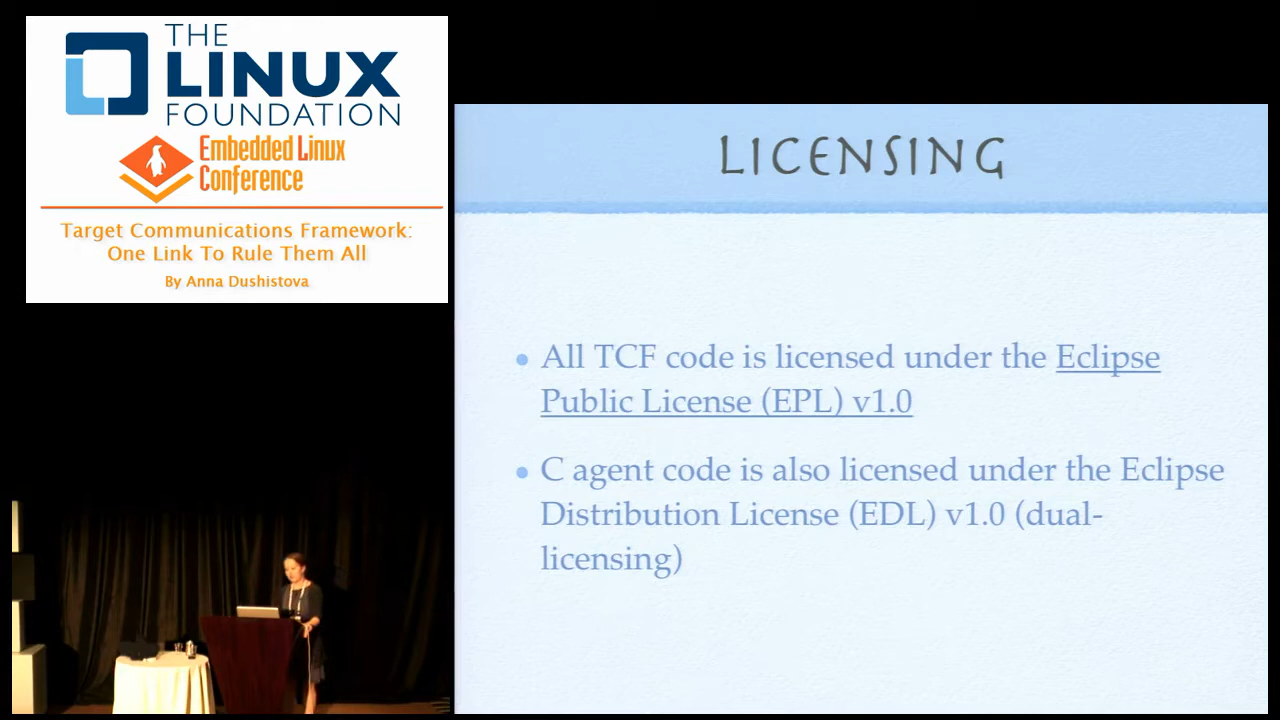 THE
LINUX
FOUNDATION
Embedded Linux
Conference
Target Communications Framework:
One Link To Rule Them All
By Anna Dushistova
LICENSING
• All TCF code is licensed under the Eclipse
Public License (EPL) v1.0
• C agent code is also licensed under the Eclipse
Distribution License (EDL) v1.0 (dual-
licensing)